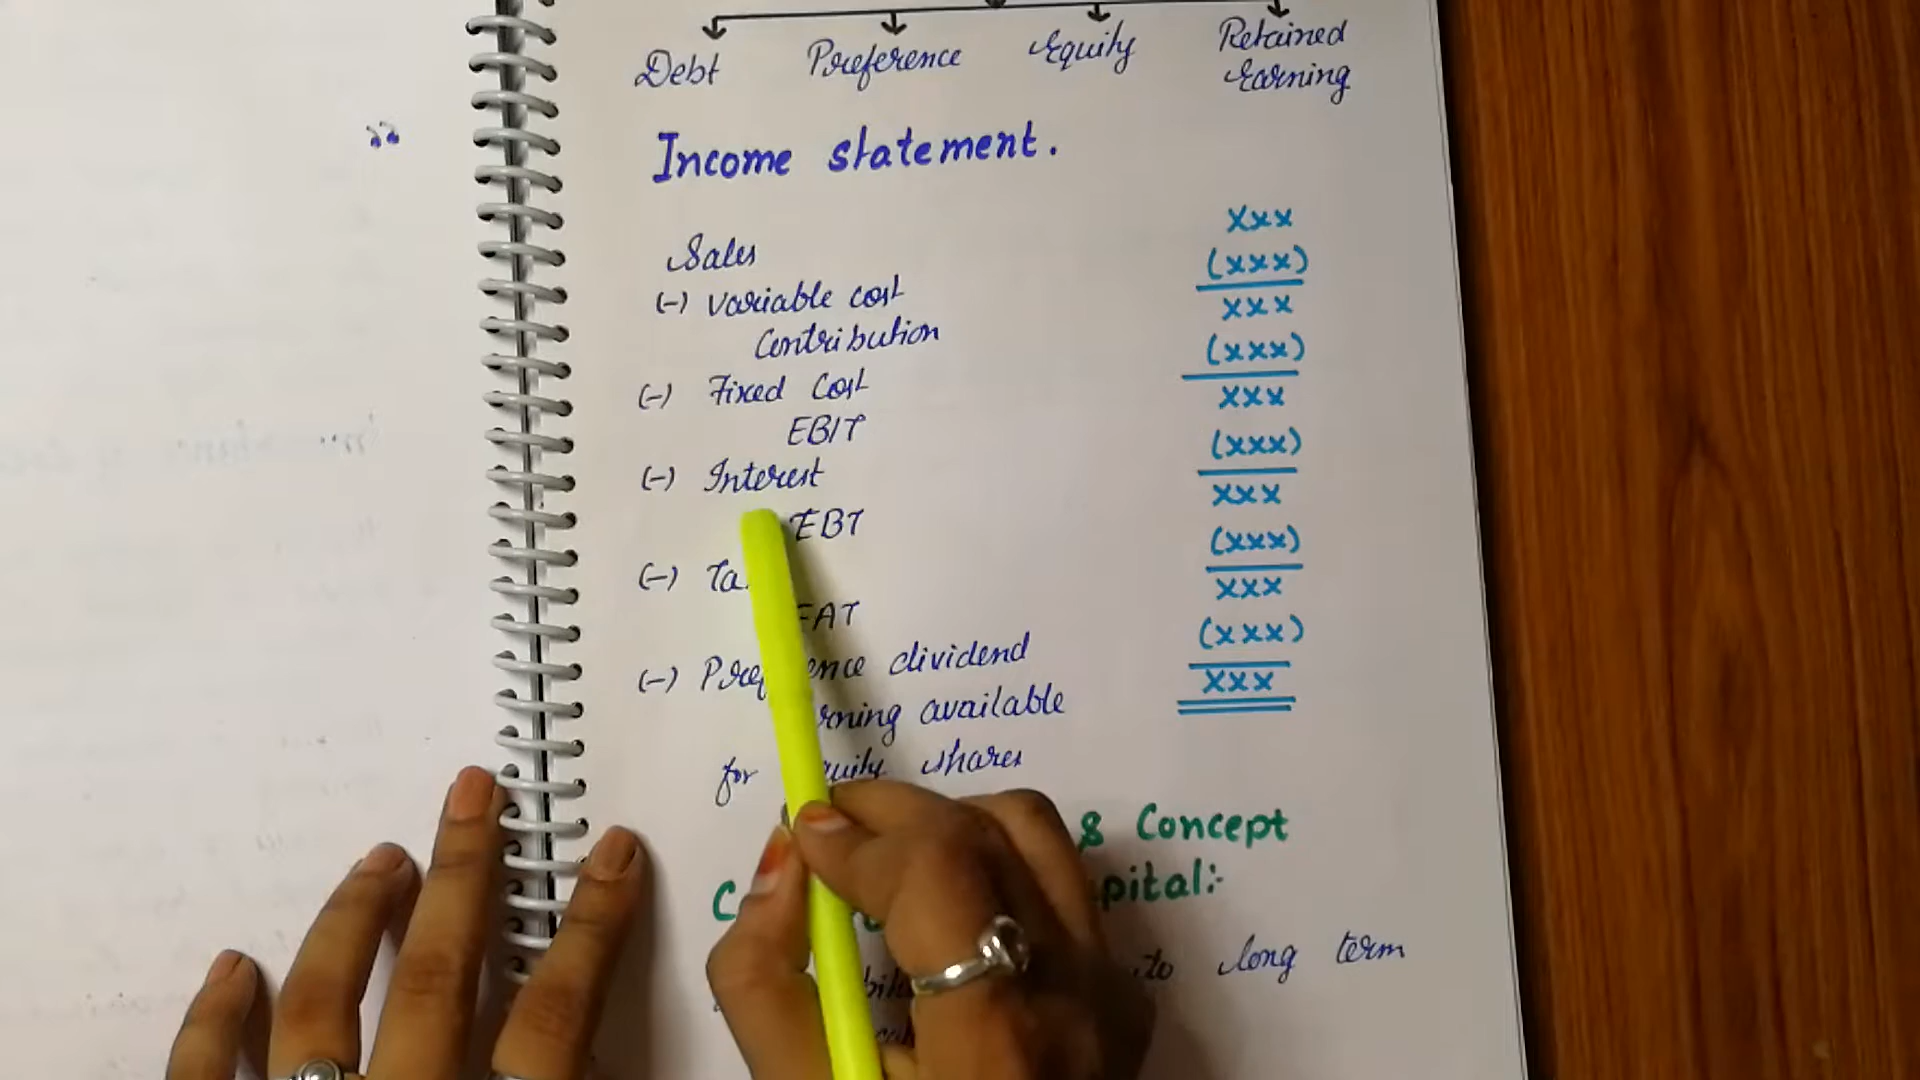 Debt Preference Equity Retained Earning
Income statement.
Sales xxx
(-) variable cost (xxx)
Contribution xxx
(-) Fixed Cost (xxx)
EBIT xxx
(-) Interest (xxx)
EBT xxx
(-) (xxx)
EAT xxx
(-) dividend (xxx)
available xxx
for shares
& Concept
to long term